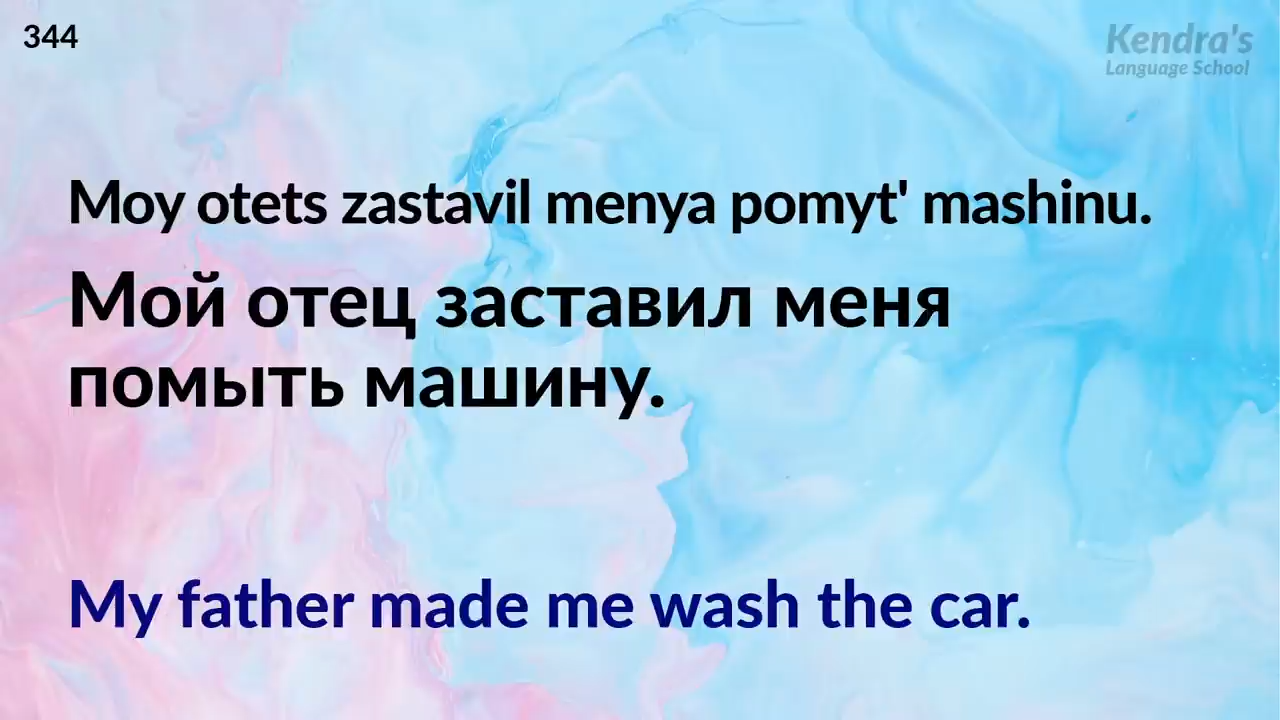 344
Kendra's
Language School
Moy otets zastavil menya pomyt' mashinu.
Мой отец заставил меня
помыть машину.
My father made me wash the car.